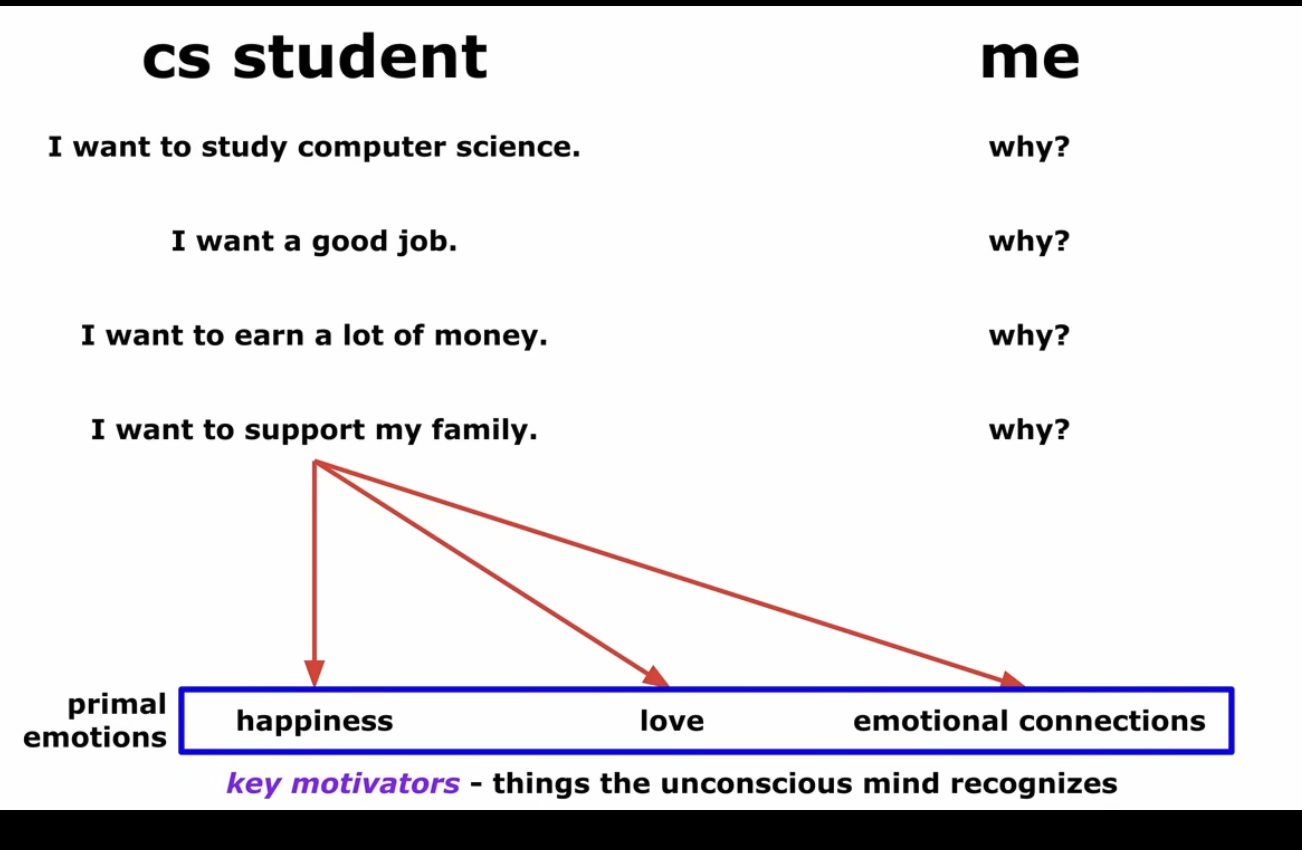 cs student me
I want to study computer science. why?
I want a good job. why?
I want to earn a lot of money. why?
I want to support my family. why?
primal
emotions
happiness love emotional connections
key motivators - things the unconscious mind recognizes